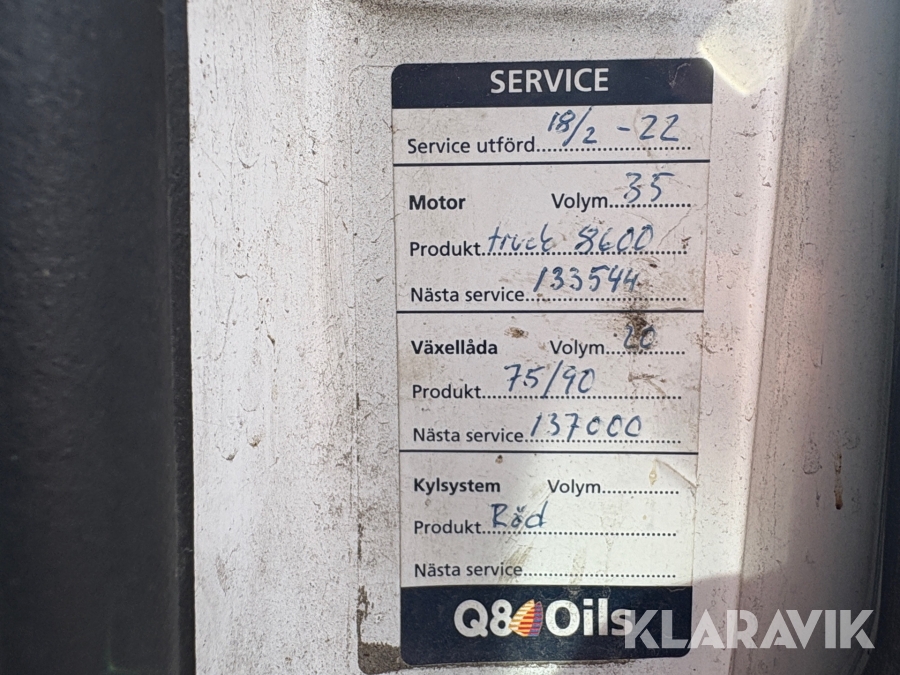 SERVICE
Service utförd 18/2 - 22
Motor Volym 35
Produkt truck 8600
Nästa service 133544
Växellåda Volym 20
Produkt 75/90
Nästa service 137000
Kylsystem Volym
Produkt Röd
Nästa service
Q8 Oils
KLARAVIK